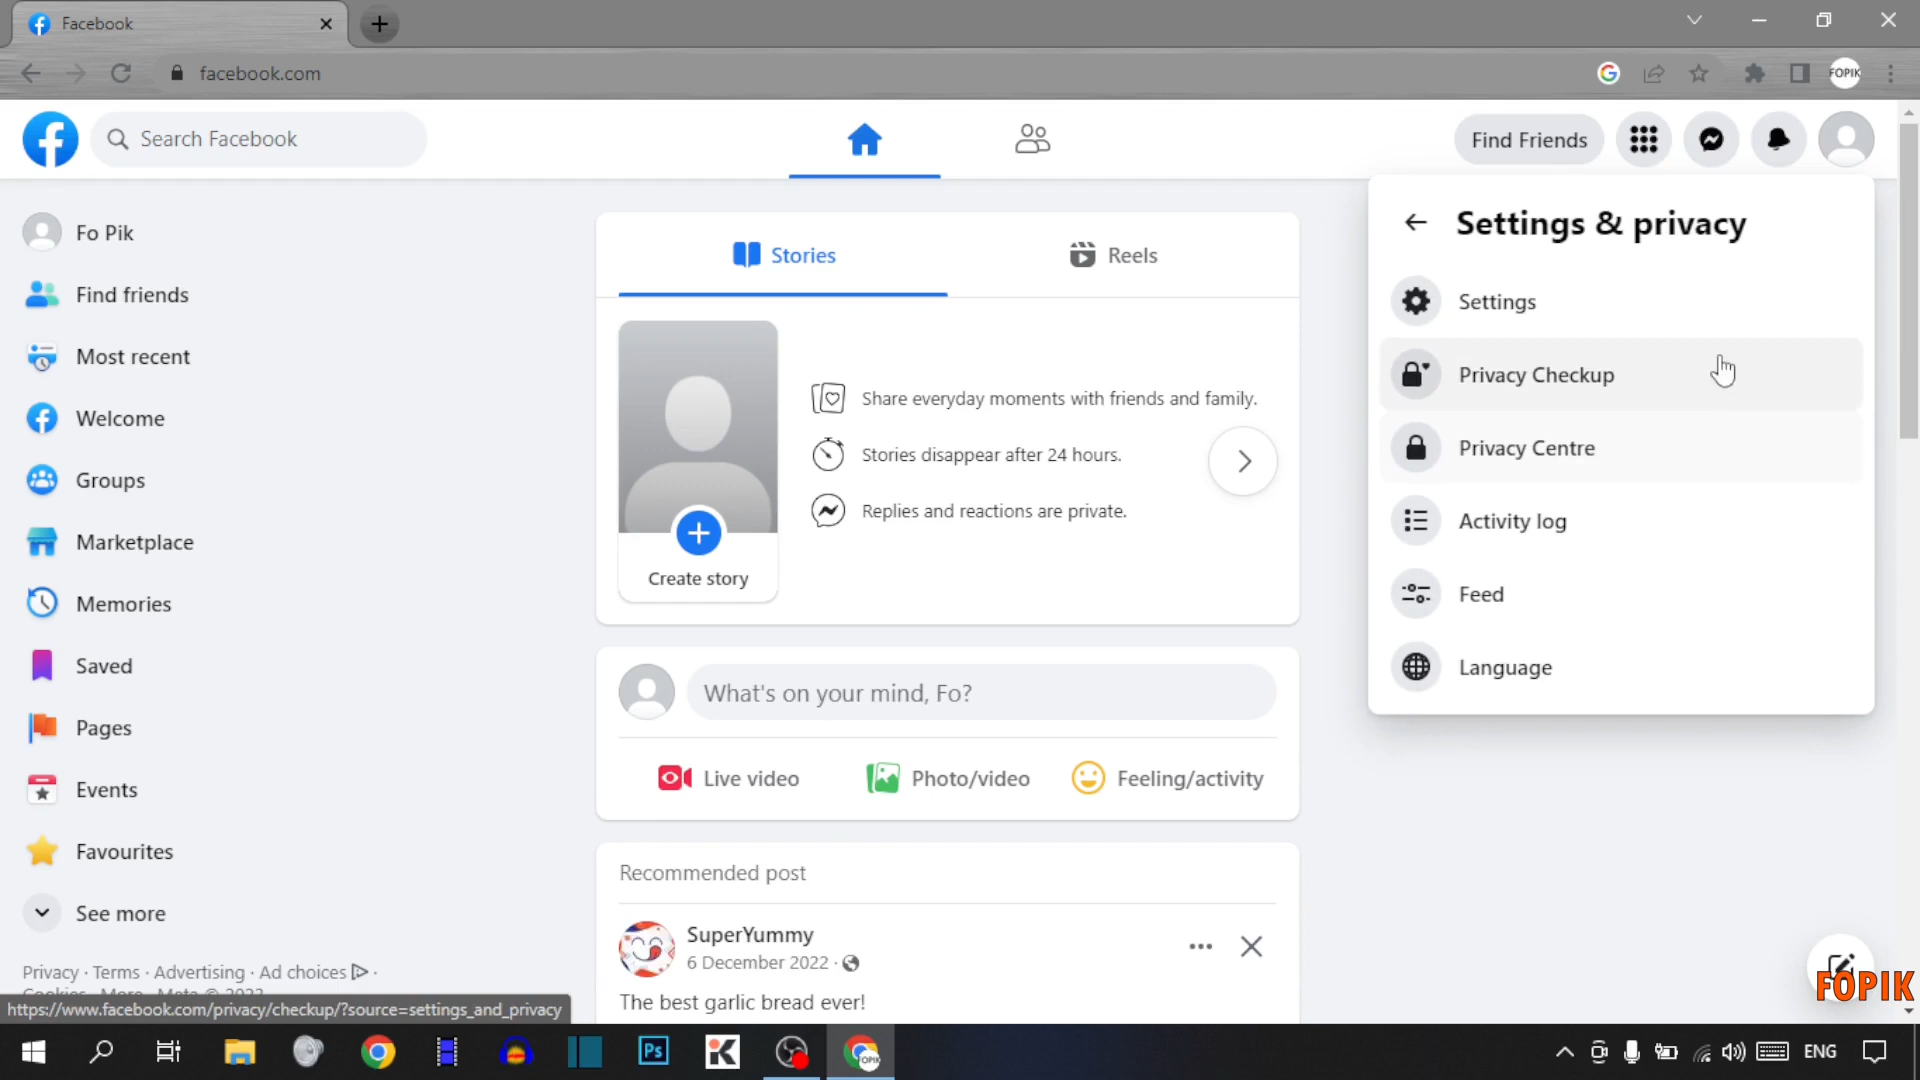 Facebook
facebook.com
FOPIK
Search Facebook
Find Friends
Fo Pik
Find friends
Most recent
Welcome
Groups
Marketplace
Memories
Saved
Pages
Events
Favourites
See more
Privacy · Terms · Advertising · Ad choices ·
https://www.facebook.com/privacy/checkup/?source=settings_and_privacy
Stories
Reels
Share everyday moments with friends and family.
Stories disappear after 24 hours.
Replies and reactions are private.
Create story
What's on your mind, Fo?
Live video
Photo/video
Feeling/activity
Recommended post
SuperYummy
6 December 2022 ·
The best garlic bread ever!
Settings & privacy
Settings
Privacy Checkup
Privacy Centre
Activity log
Feed
Language
FOPIK
Ps
K
OPIK
ENG